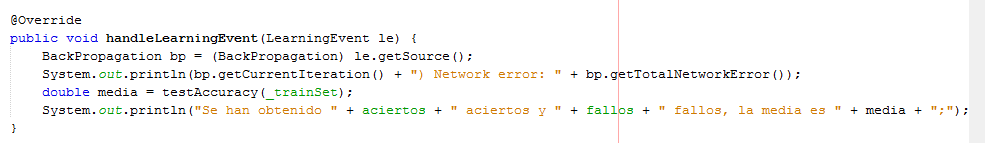 @Override
public void handleLearningEvent(LearningEvent le) {
BackPropagation bp = (BackPropagation) le.getSource();
System.out.println(bp.getCurrentIteration() + ") Network error: " + bp.getTotalNetworkError());
double media = testAccuracy(_trainSet);
System.out.println("Se han obtenido " + aciertos + " aciertos y " + fallos + " fallos, la media es " + media + ";");
}